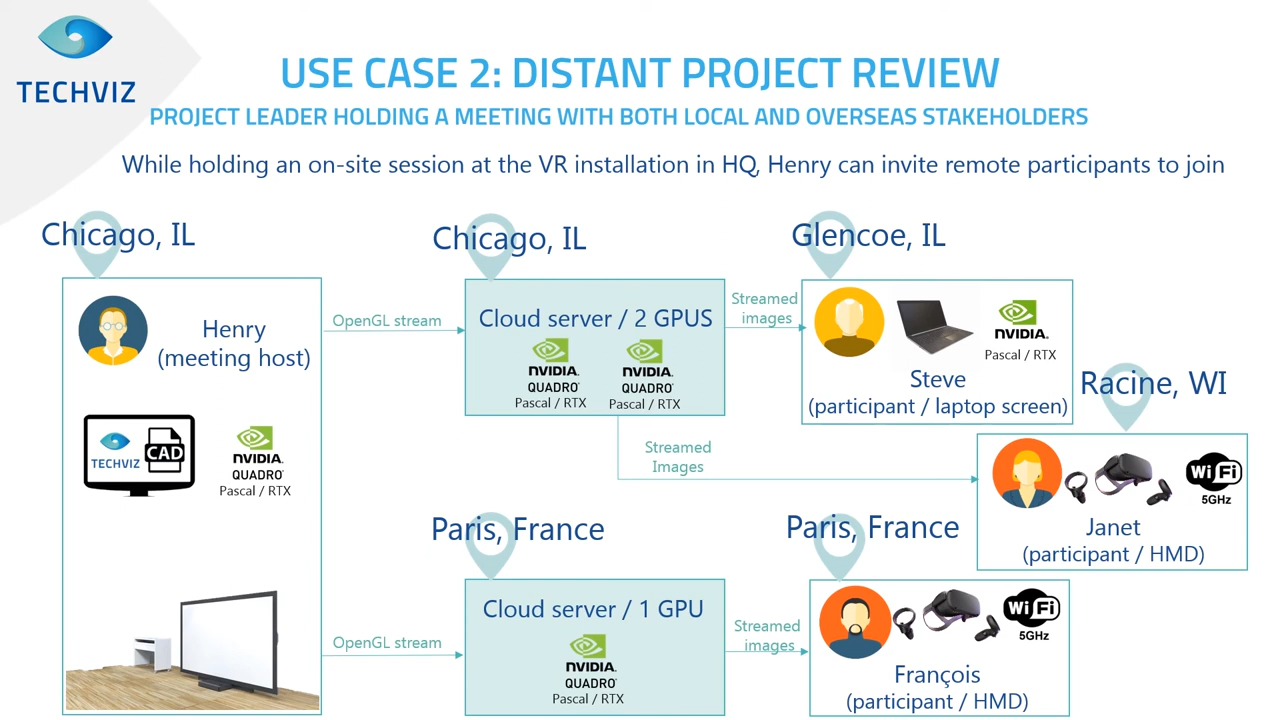 TECHVIZ
USE CASE 2: DISTANT PROJECT REVIEW
PROJECT LEADER HOLDING A MEETING WITH BOTH LOCAL AND OVERSEAS STAKEHOLDERS
While holding an on-site session at the VR installation in HQ, Henry can invite remote participants to join
Chicago, IL
Henry
(meeting host)
TECHVIZ
CAD
NVIDIA.
QUADRO
Pascal / RTX
OpenGL stream
OpenGL stream
Chicago, IL
Cloud server / 2 GPUS
NVIDIA.
QUADRO
Pascal / RTX
NVIDIA.
QUADRO
Pascal / RTX
Streamed
images
Glencoe, IL
NVIDIA.
Pascal / RTX
Steve
(participant / laptop screen)
Streamed
Images
Racine, WI
WiFi
5GHz
Janet
(participant / HMD)
Paris, France
Cloud server / 1 GPU
NVIDIA.
QUADRO
Pascal / RTX
Streamed
images
Paris, France
WiFi
5GHz
François
(participant / HMD)